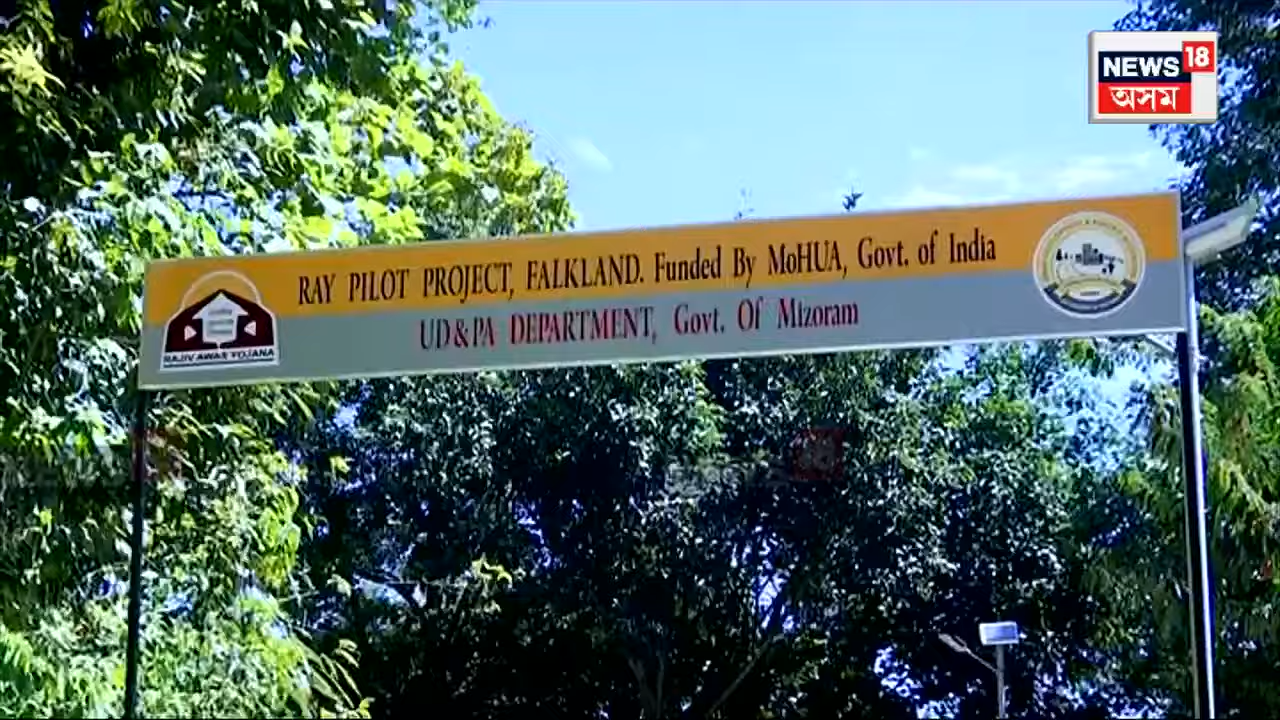 NEWS 18
অসম
RAY PILOT PROJECT, FALKLAND. Funded By MoHUA, Govt. of India
UD&PA DEPARTMENT, Govt. Of Mizoram
RAJIV AWAS YOJANA